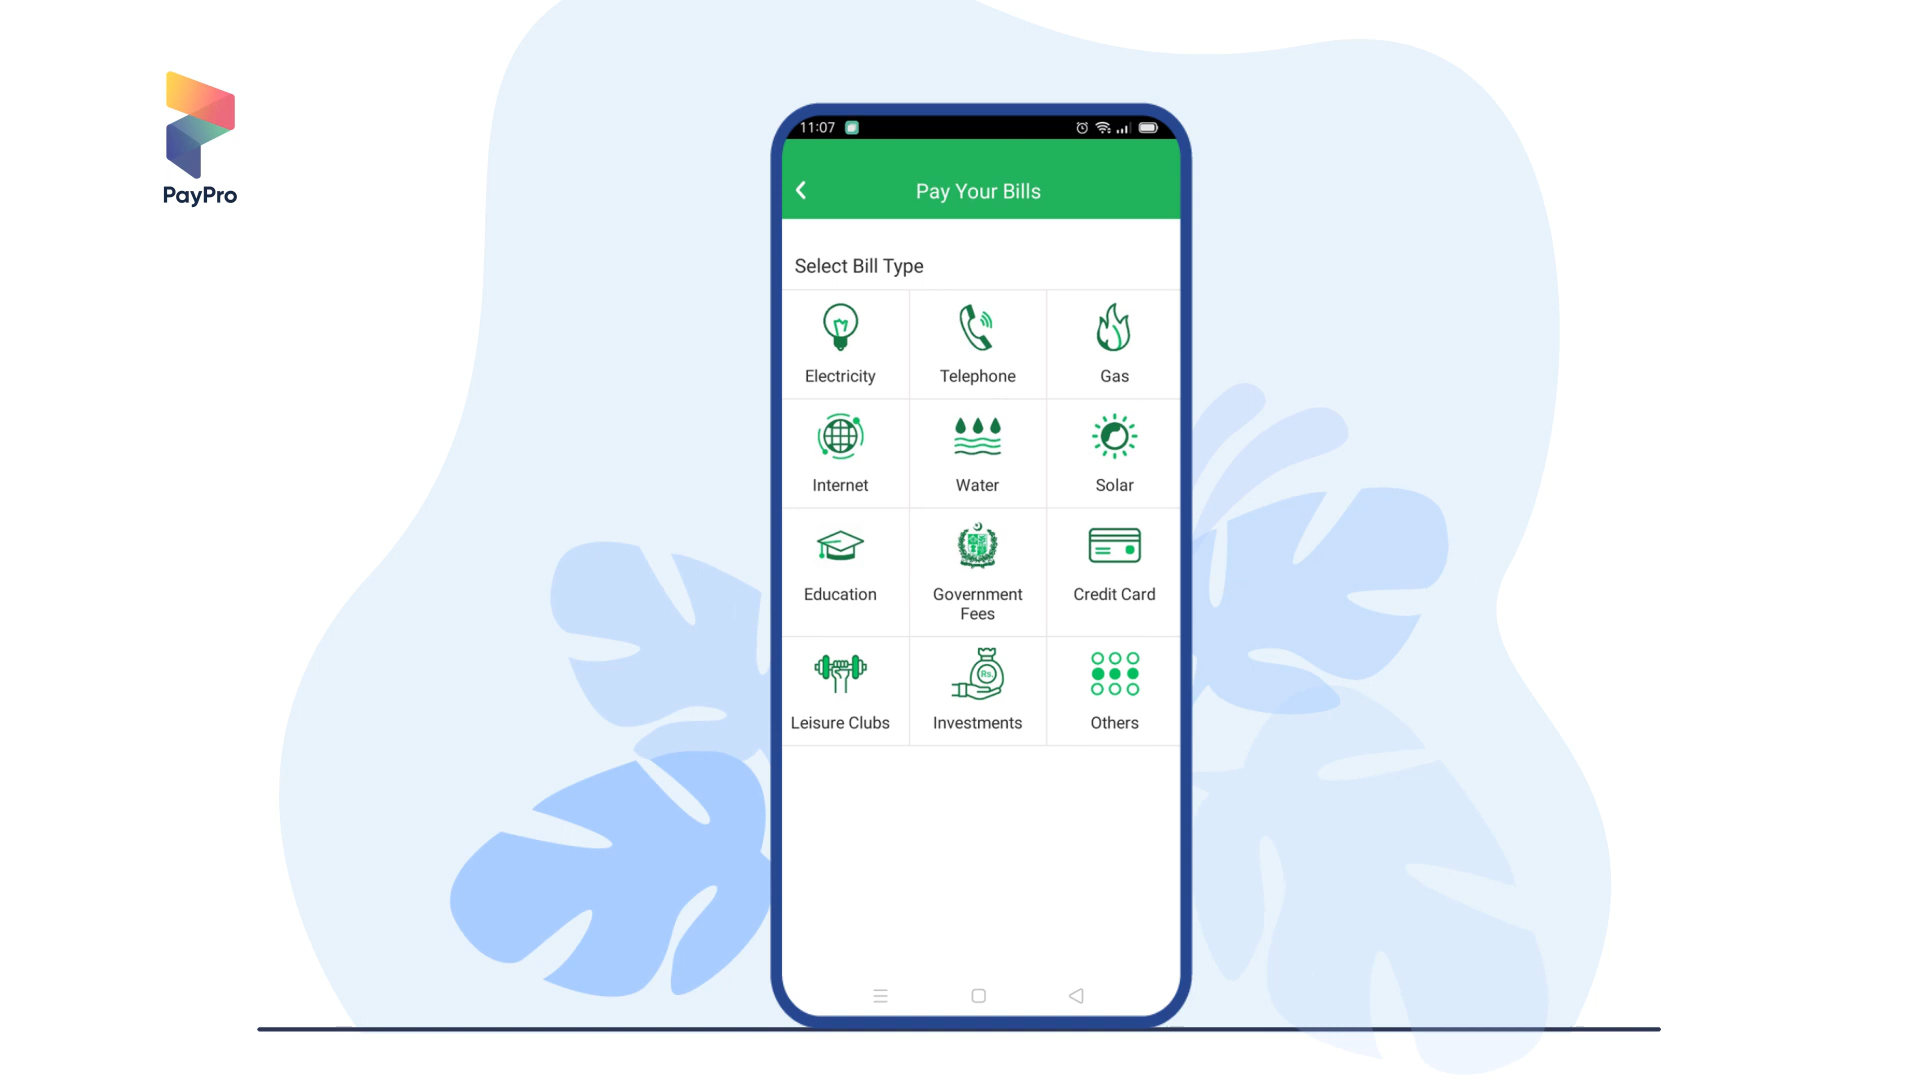 PayPro
11:07
Pay Your Bills
Select Bill Type
Electricity
Telephone
Gas
Internet
Water
Solar
Education
Government
Fees
Credit Card
Rs.
Leisure Clubs
Investments
Others